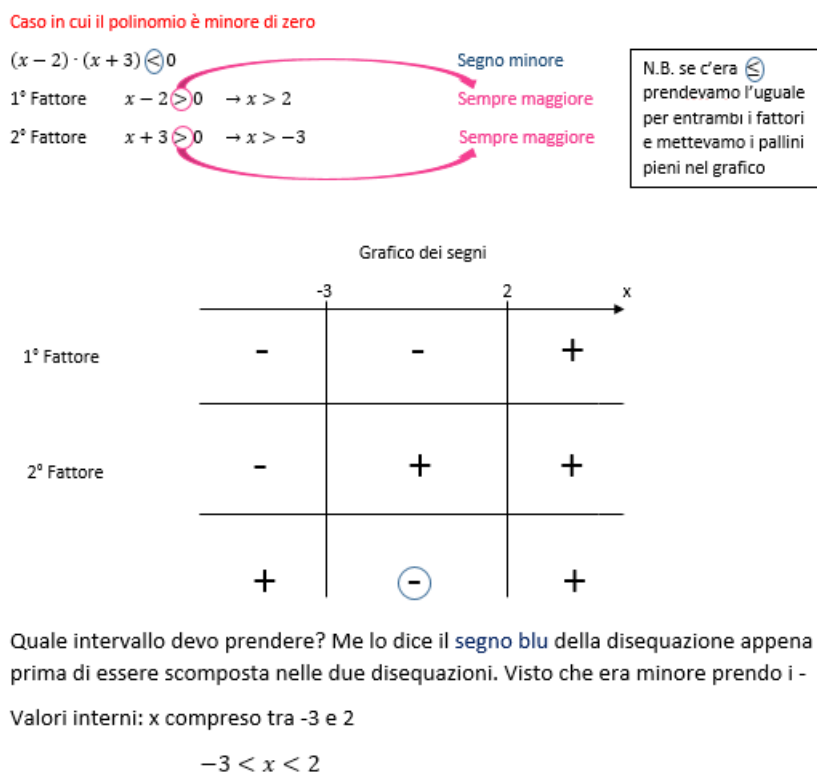 Caso in cui il polinomio è minore di zero
(x − 2) · (x + 3) < 0 Segno minore
1° Fattore x − 2 > 0 → x > 2 Sempre maggiore
2° Fattore x + 3 > 0 → x > −3 Sempre maggiore
N.B. se c'era ≤
prendevamo l'uguale
per entrambi i fattori
e mettevamo i pallini
pieni nel grafico
Grafico dei segni
-3 2 x
1° Fattore - - +
2° Fattore - + +
+ - +
Quale intervallo devo prendere? Me lo dice il segno blu della disequazione appena
prima di essere scomposta nelle due disequazioni. Visto che era minore prendo i -
Valori interni: x compreso tra -3 e 2
−3 < x < 2